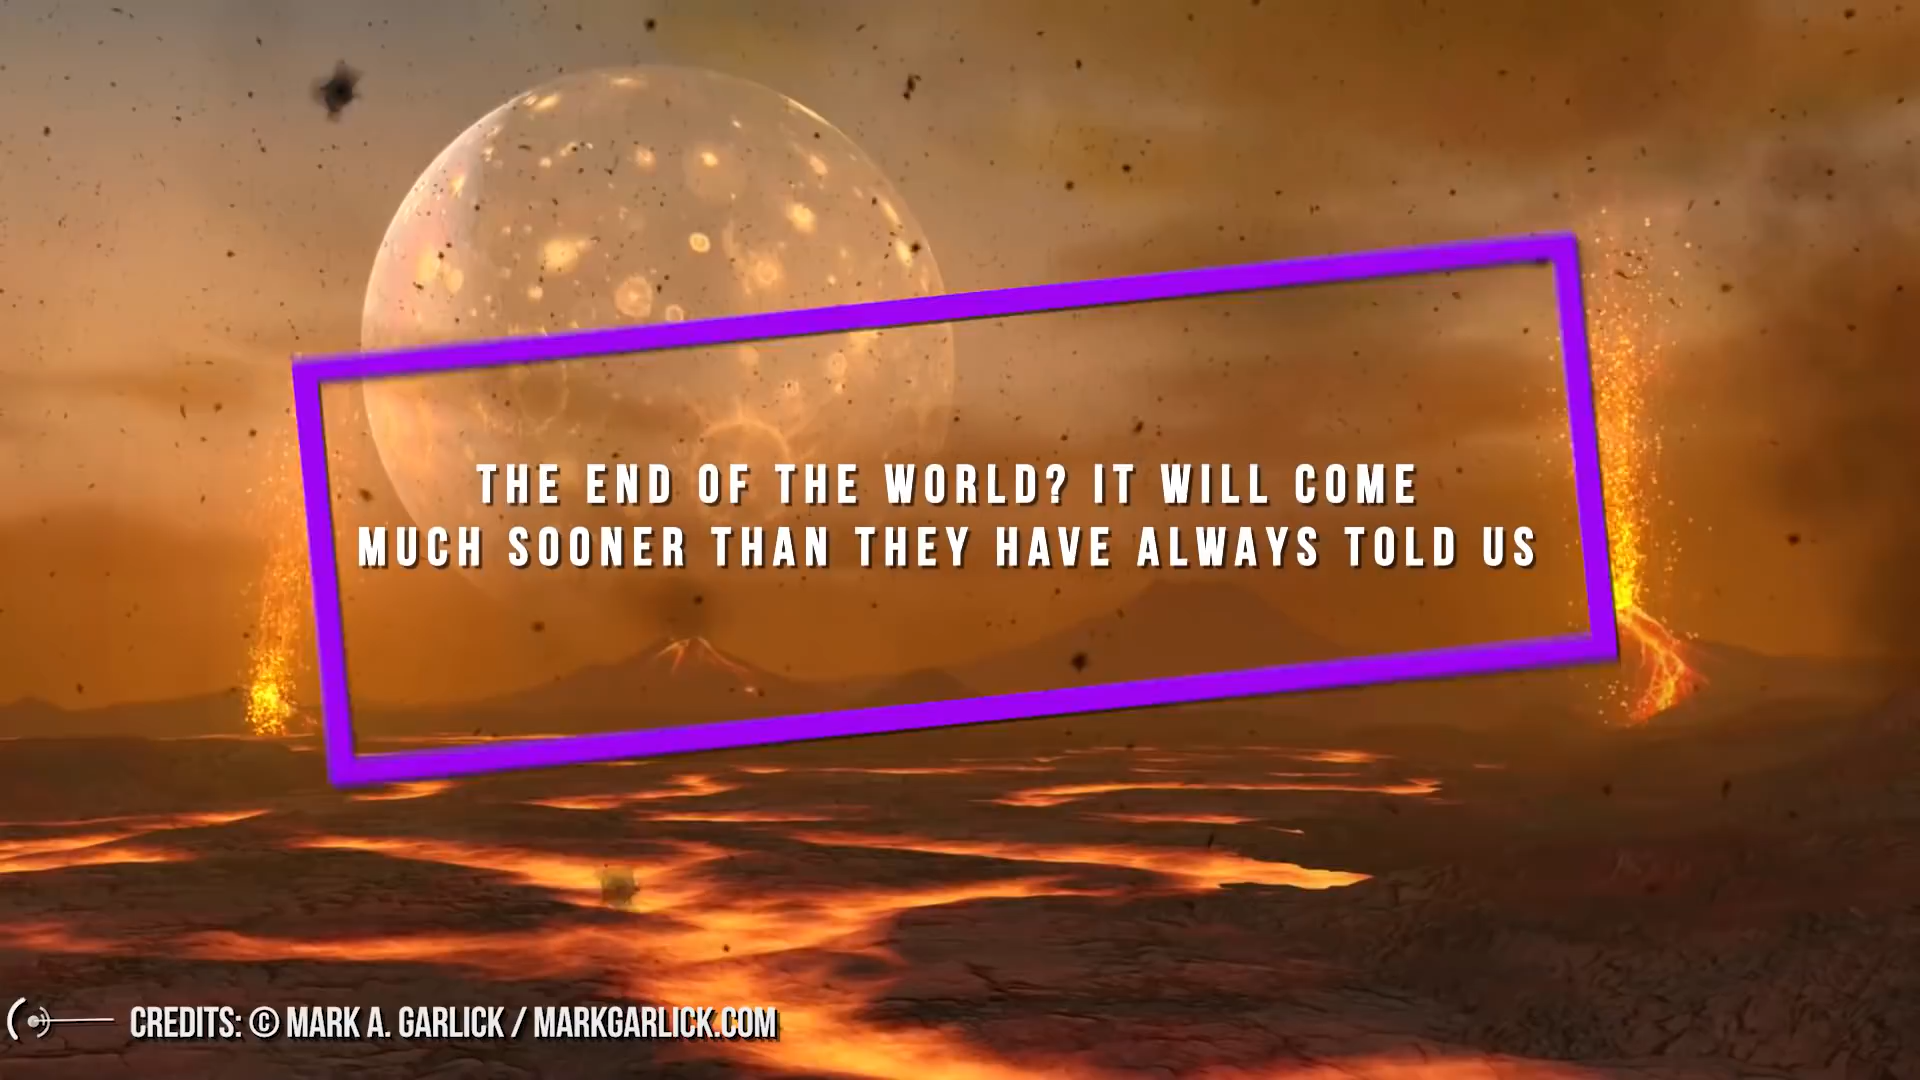 THE END OF THE WORLD? IT WILL COME
MUCH SOONER THAN THEY HAVE ALWAYS TOLD US
CREDITS: © MARK A. GARLICK / MARKGARLICK.COM